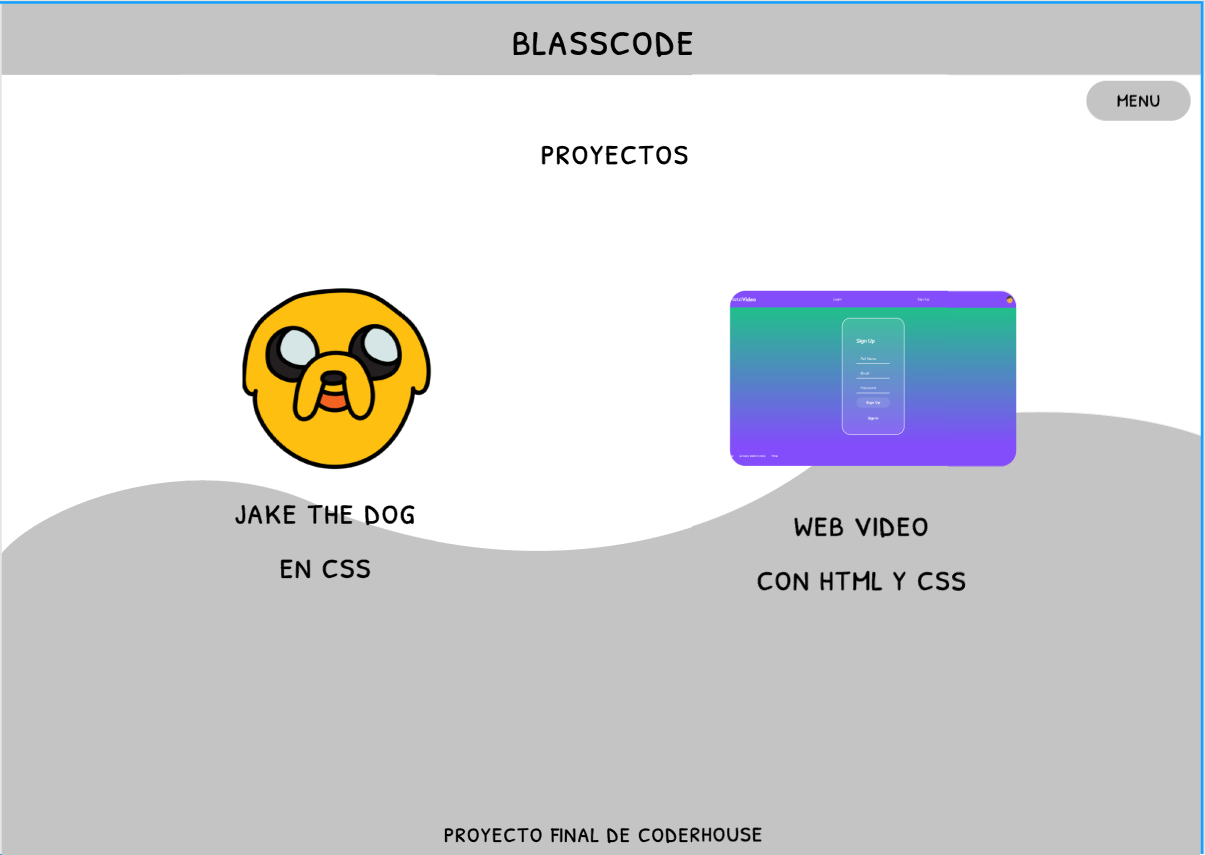 BLASSCODE
MENU
PROYECTOS
Video
Login
Sign Up
Sign Up
Full Name
Email
Password
Sign Up
Sign In
JAKE THE DOG
EN CSS
WEB VIDEO
CON HTML Y CSS
PROYECTO FINAL DE CODERHOUSE